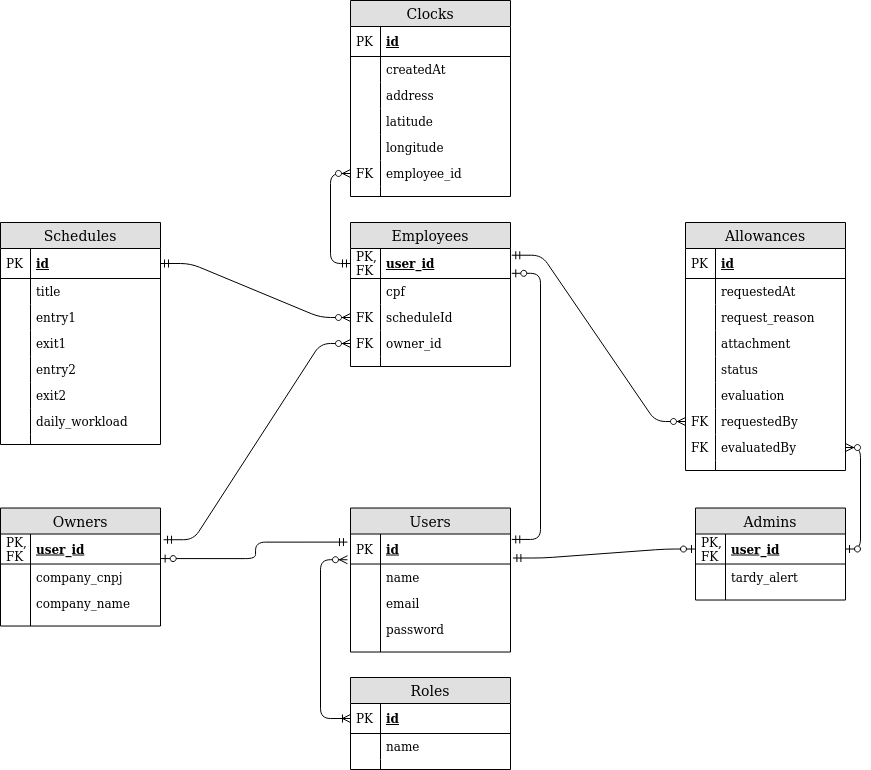 Clocks
PK id
createdAt
address
latitude
longitude
FK employee_id
Schedules
PK id
title
entry1
exit1
entry2
exit2
daily_workload
Employees
PK,
FK user_id
cpf
FK scheduleId
FK owner_id
Allowances
PK id
requestedAt
request_reason
attachment
status
evaluation
FK requestedBy
FK evaluatedBy
Owners
PK,
FK user_id
company_cnpj
company_name
Users
PK id
name
email
password
Admins
PK,
FK user_id
tardy_alert
Roles
PK id
name